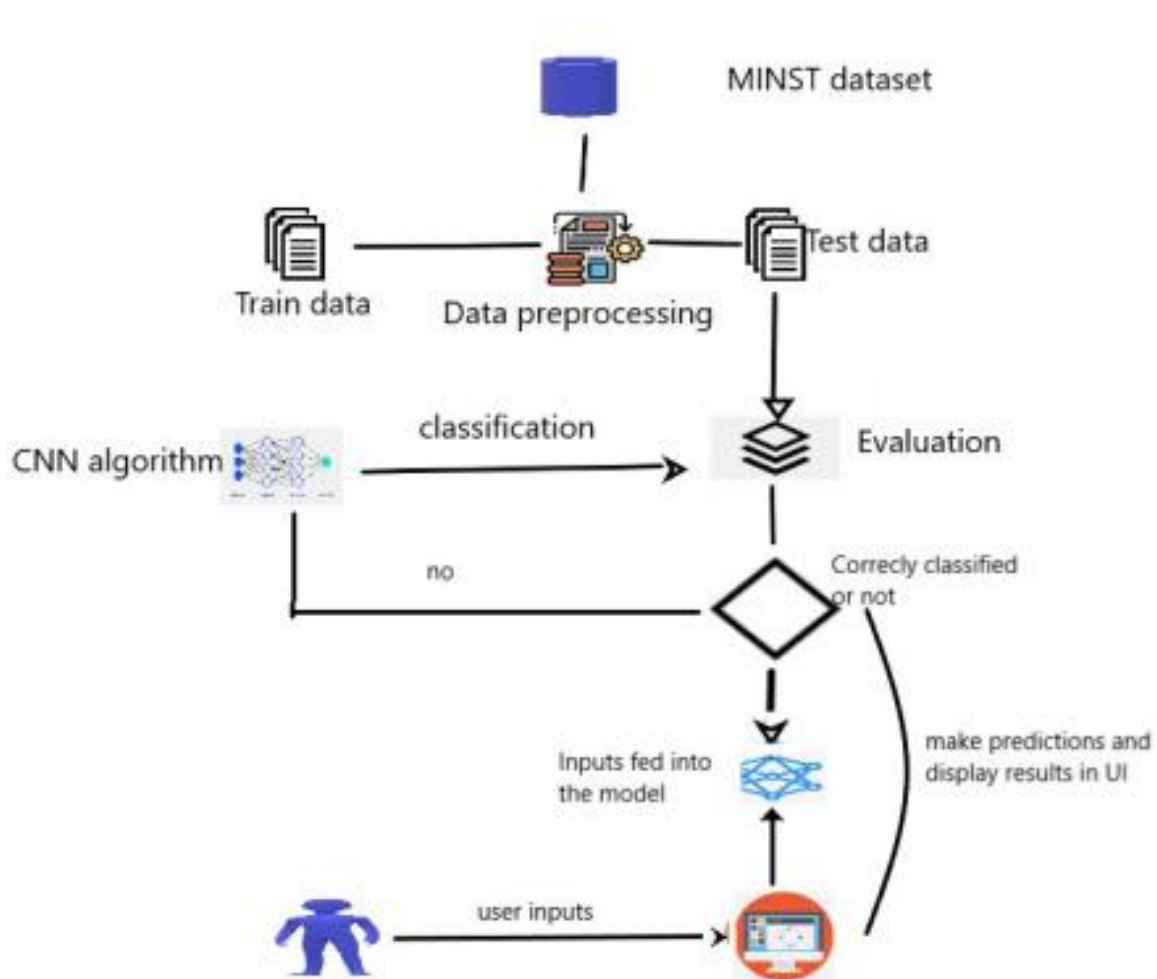 MINST dataset
Test data
Train data
Data preprocessing
classification
Evaluation
CNN algorithm
no
Correcly classified
or not
Inputs fed into
the model
make predictions and
display results in UI
user inputs